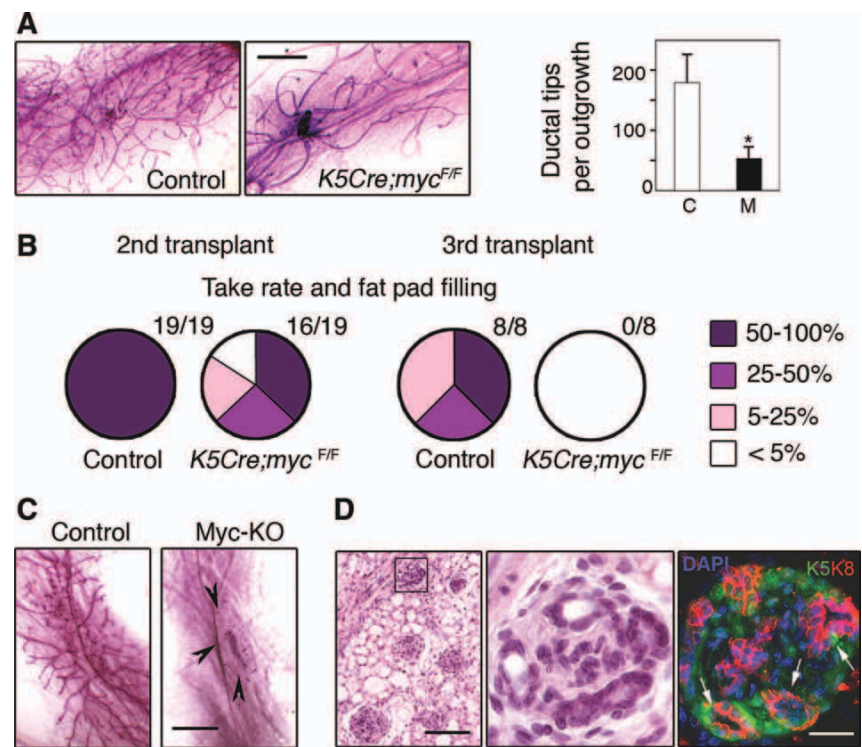 A
Control
K5Cre;myc F/F
Ductal tips
per outgrowth
200
100
0
*
C
M
B
2nd transplant
3rd transplant
Take rate and fat pad filling
19/19
16/19
8/8
0/8
Control
K5Cre;myc F/F
Control
K5Cre;myc F/F
50-100%
25-50%
5-25%
< 5%
C
Control
Myc-KO
D
DAPI
K5K8